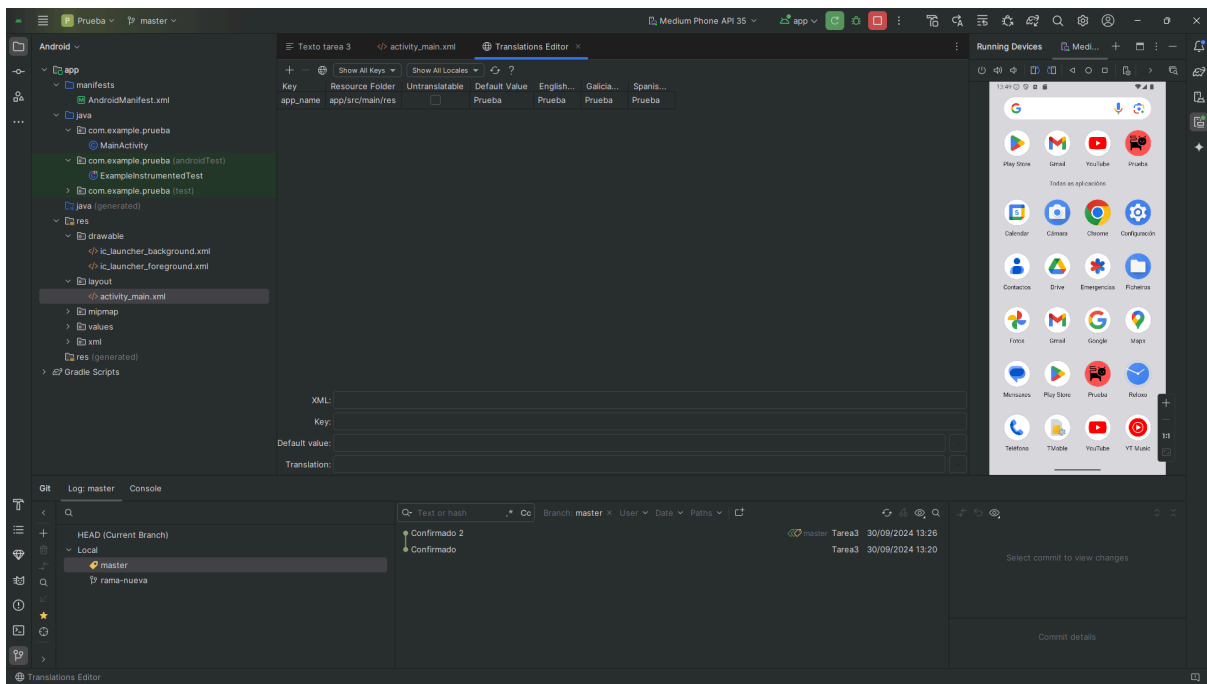 Prueba master Medium Phone API 35 app
Android
Texto tarea 3 activity_main.xml Translations Editor
Running Devices Medi...
app
manifests
AndroidManifest.xml
java
com.example.prueba
MainActivity
com.example.prueba (androidTest)
ExampleInstrumentedTest
com.example.prueba (test)
java (generated)
res
drawable
ic_launcher_background.xml
ic_launcher_foreground.xml
layout
activity_main.xml
mipmap
values
xml
res (generated)
Gradle Scripts
Show All Keys Show All Locales ?
Key Resource Folder Untranslatable Default Value English... Galicia... Spanis...
app_name app/src/main/res Prueba Prueba Prueba Prueba
XML:
Key:
Default value:
Translation:
13:49
Play Store Gmail YouTube Prueba
Todas as aplicacións
Calendar Cámara Chrome Configuración
Contactos Drive Emergencias Ficheiros
Fotos Gmail Google Maps
Mensaxes Play Store Prueba Reloxo
Teléfono TMoble YouTube YT Music
1:1
Git Log: master Console
HEAD (Current Branch)
Local
master
rama-nueva
Text or hash .* Cc Branch: master User Date Paths
Confirmado 2 master Tarea3 30/09/2024 13:26
Confirmado Tarea3 30/09/2024 13:20
Select commit to view changes
Commit details
Translations Editor